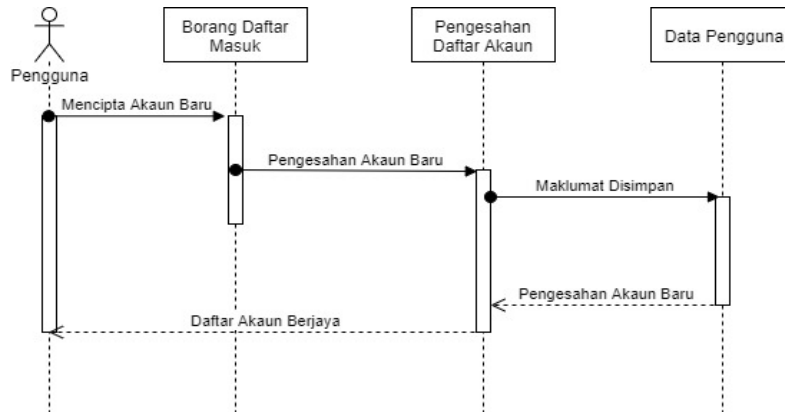 Borang Daftar
Masuk
Pengesahan
Daftar Akaun
Data Pengguna
Pengguna
Mencipta Akaun Baru
Pengesahan Akaun Baru
Maklumat Disimpan
Pengesahan Akaun Baru
Daftar Akaun Berjaya